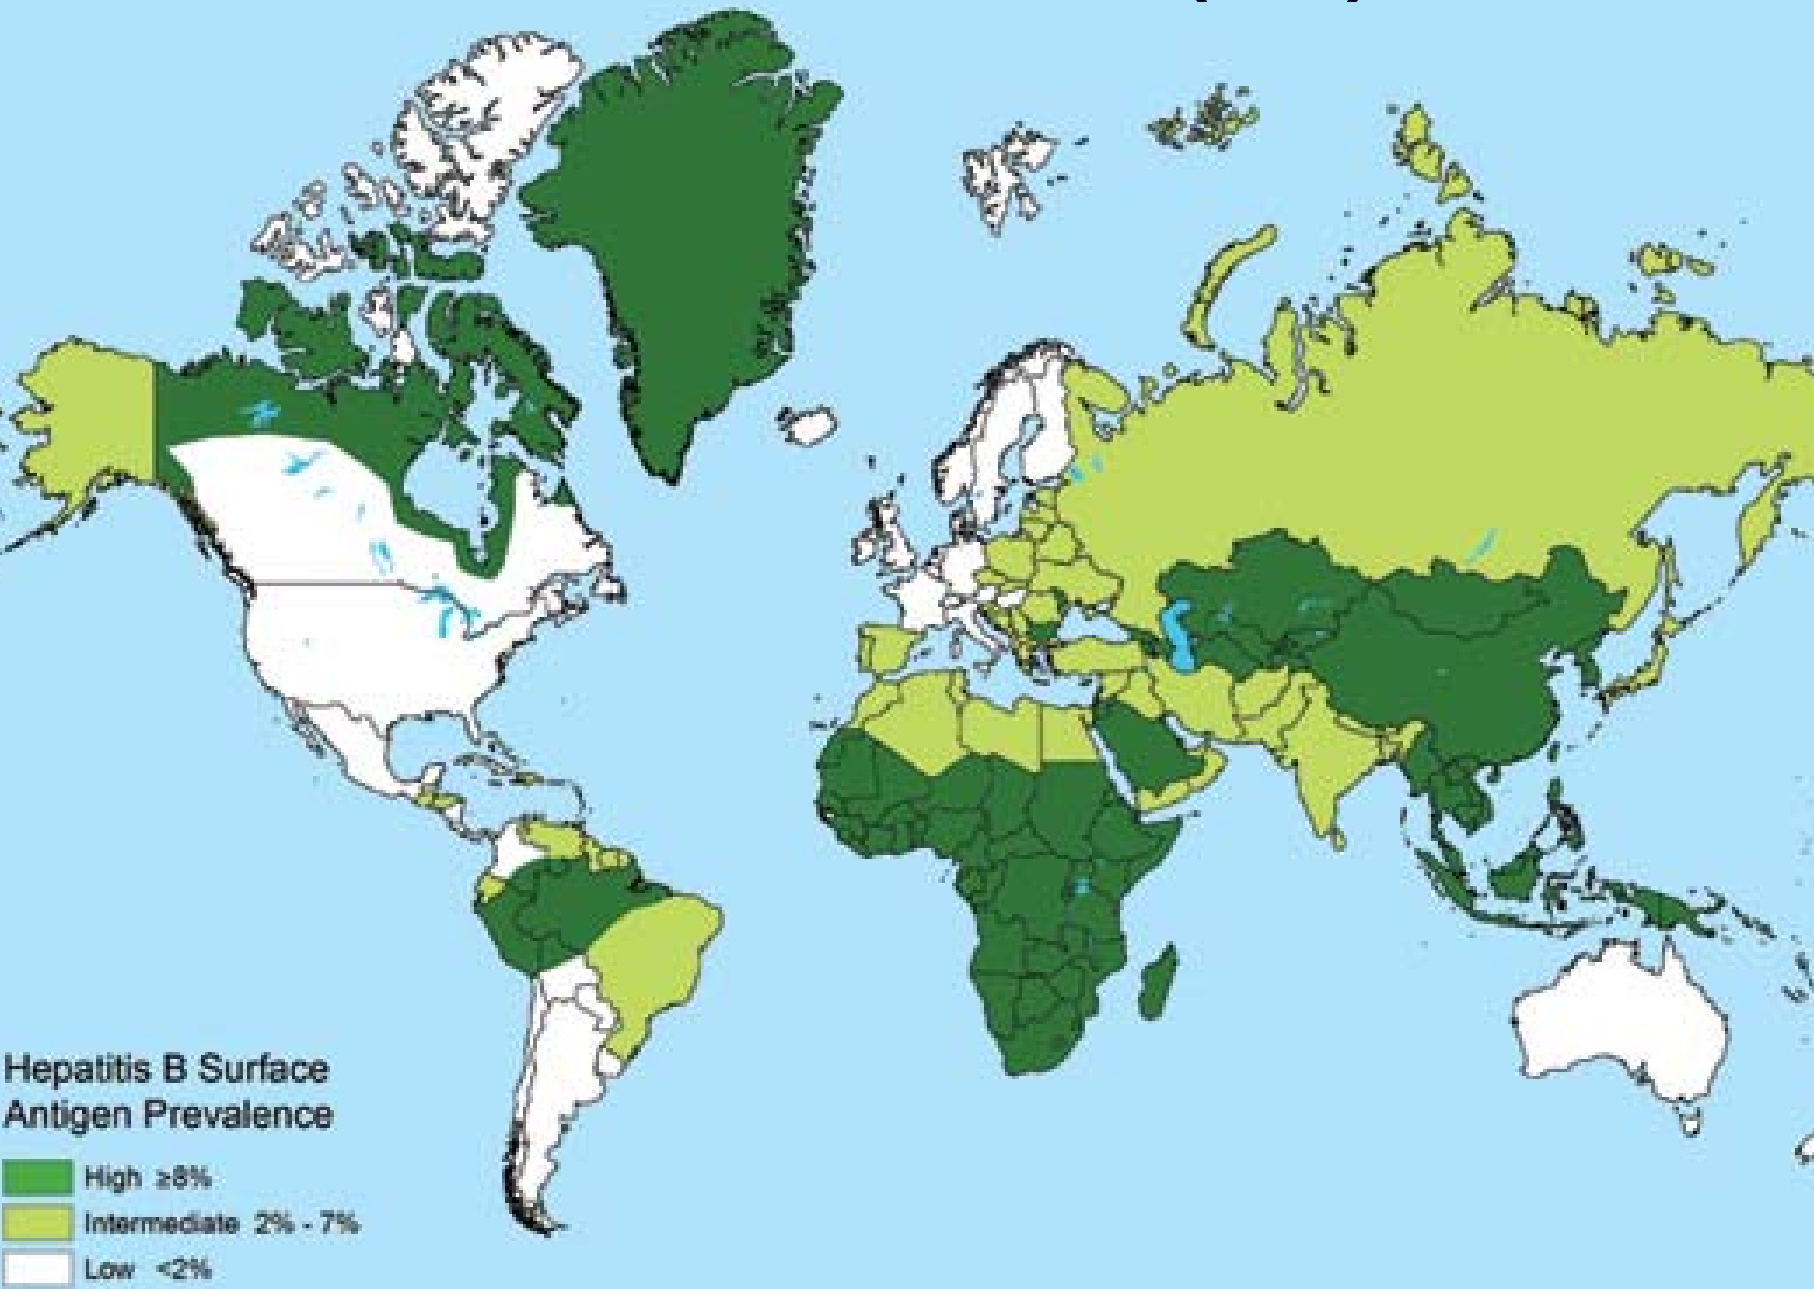 Hepatitis B Surface
Antigen Prevalence
High ≥8%
Intermediate 2% - 7%
Low <2%